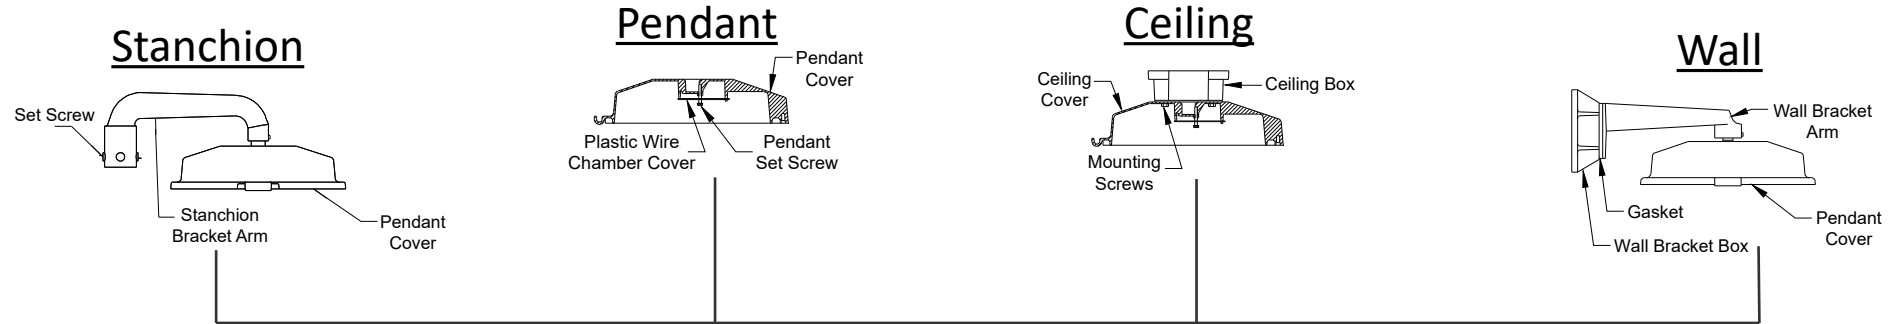 Stanchion
Set Screw
Stanchion
Bracket Arm
Pendant
Cover
Pendant
Pendant
Cover
Plastic Wire
Chamber Cover
Pendant
Set Screw
Ceiling
Ceiling
Cover
Ceiling Box
Mounting
Screws
Wall
Wall Bracket
Arm
Gasket
Wall Bracket Box
Pendant
Cover